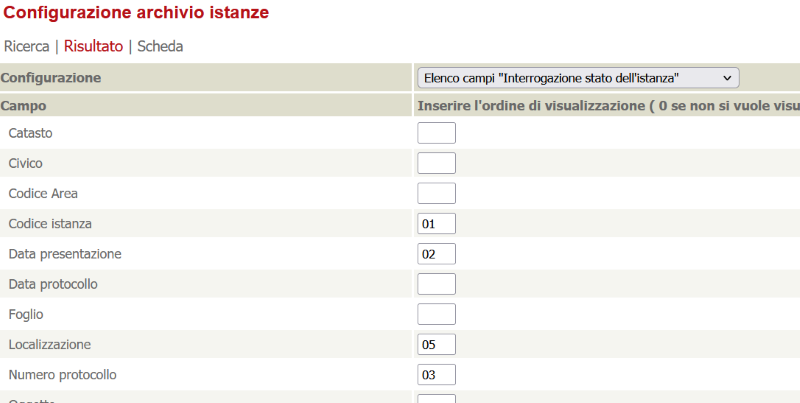 Configurazione archivio istanze
Ricerca | Risultato | Scheda
Configurazione Elenco campi "Interrogazione stato dell'istanza"
Campo Inserire l'ordine di visualizzazione ( 0 se non si vuole visu
Catasto
Civico
Codice Area
Codice istanza 01
Data presentazione 02
Data protocollo
Foglio
Localizzazione 05
Numero protocollo 03